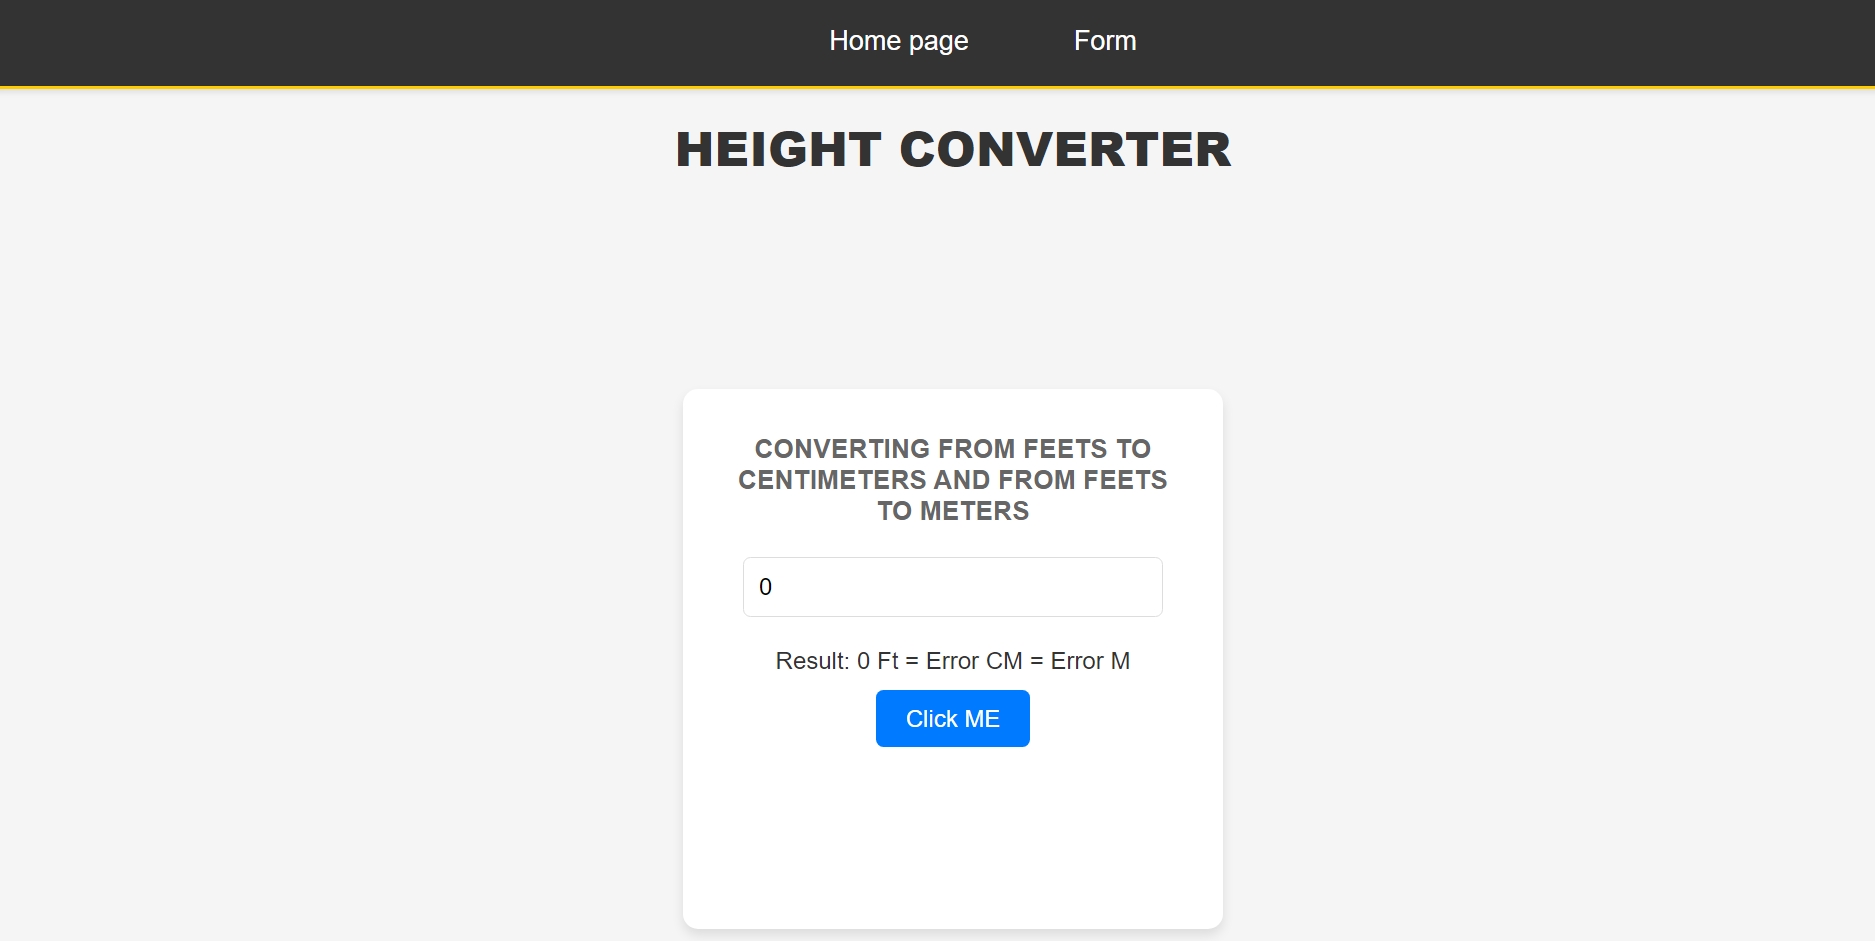 Home page Form
HEIGHT CONVERTER
CONVERTING FROM FEETS TO
CENTIMETERS AND FROM FEETS
TO METERS
0
Result: 0 Ft = Error CM = Error M
Click ME